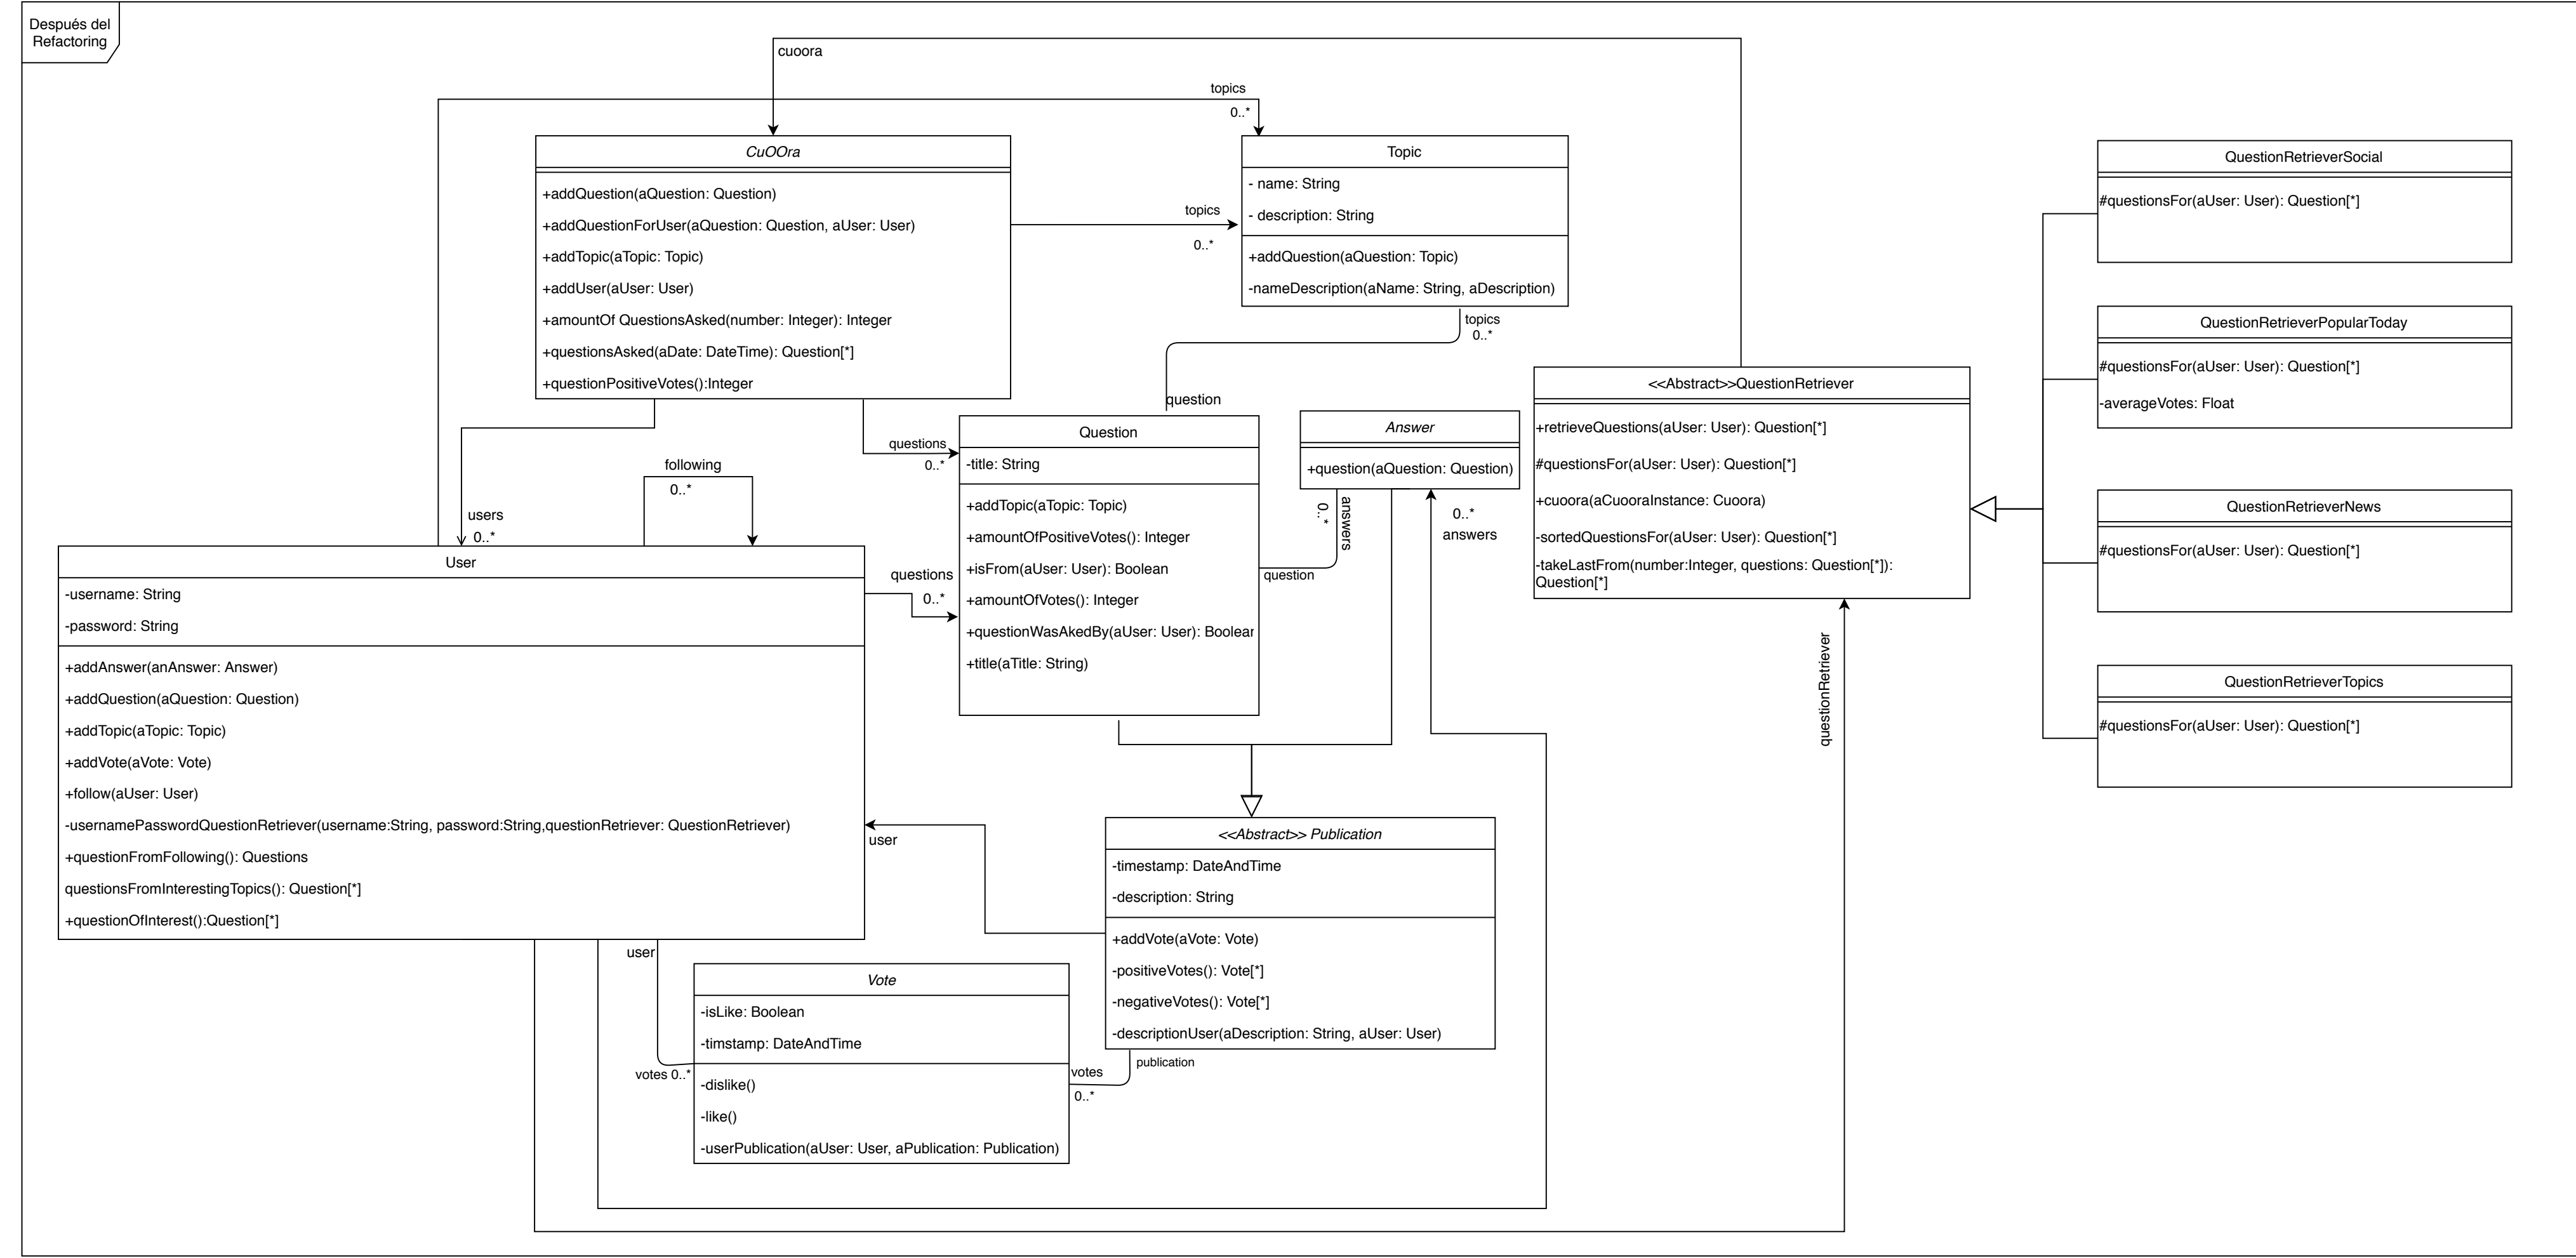 Después del
Refactoring
cuoora
topics
0..*
CuOOra
+addQuestion(aQuestion: Question)
+addQuestionForUser(aQuestion: Question, aUser: User)
+addTopic(aTopic: Topic)
+addUser(aUser: User)
+amountOf QuestionsAsked(number: Integer): Integer
+questionsAsked(aDate: DateTime): Question[*]
+questionPositiveVotes():Integer
topics
0..*
Topic
- name: String
- description: String
+addQuestion(aQuestion: Topic)
-nameDescription(aName: String, aDescription)
topics
0..*
question
QuestionRetrieverSocial
#questionsFor(aUser: User): Question[*]
QuestionRetrieverPopularToday
#questionsFor(aUser: User): Question[*]
-averageVotes: Float
QuestionRetrieverNews
#questionsFor(aUser: User): Question[*]
QuestionRetrieverTopics
#questionsFor(aUser: User): Question[*]
<<Abstract>>QuestionRetriever
+retrieveQuestions(aUser: User): Question[*]
#questionsFor(aUser: User): Question[*]
+cuoora(aCuooraInstance: Cuoora)
-sortedQuestionsFor(aUser: User): Question[*]
-takeLastFrom(number:Integer, questions: Question[*]):
Question[*]
questionRetriever
Answer
+question(aQuestion: Question)
0..*
answers
0..*
answers
question
questions
0..*
Question
-title: String
+addTopic(aTopic: Topic)
+amountOfPositiveVotes(): Integer
+isFrom(aUser: User): Boolean
+amountOfVotes(): Integer
+questionWasAkedBy(aUser: User): Boolean
+title(aTitle: String)
following
0..*
users
0..*
questions
0..*
User
-username: String
-password: String
+addAnswer(anAnswer: Answer)
+addQuestion(aQuestion: Question)
+addTopic(aTopic: Topic)
+addVote(aVote: Vote)
+follow(aUser: User)
-usernamePasswordQuestionRetriever(username:String, password:String,questionRetriever: QuestionRetriever)
+questionFromFollowing(): Questions
questionsFromInterestingTopics(): Question[*]
+questionOfInterest():Question[*]
user
<<Abstract>> Publication
-timestamp: DateAndTime
-description: String
+addVote(aVote: Vote)
-positiveVotes(): Vote[*]
-negativeVotes(): Vote[*]
-descriptionUser(aDescription: String, aUser: User)
publication
user
votes 0..*
Vote
-isLike: Boolean
-timstamp: DateAndTime
-dislike()
-like()
-userPublication(aUser: User, aPublication: Publication)
votes
0..*